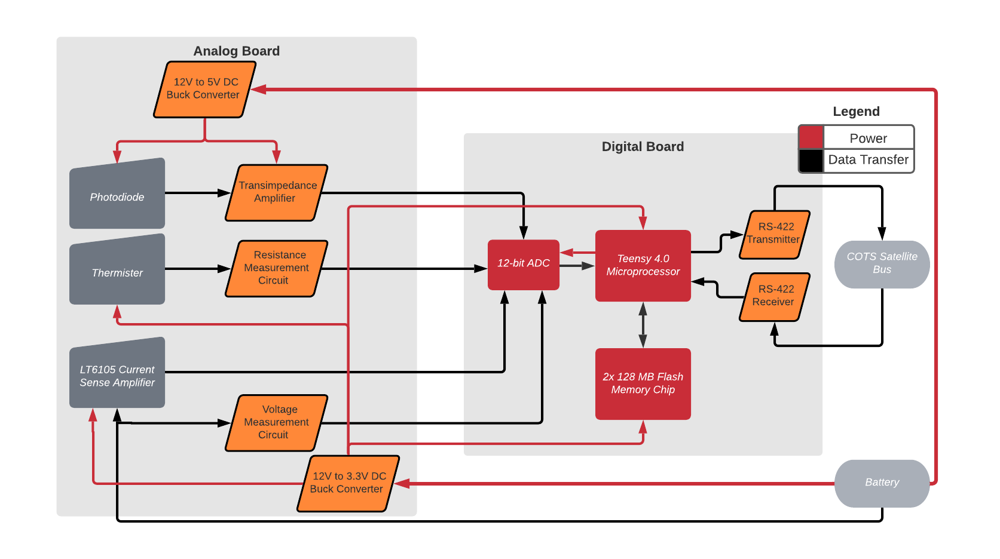 Analog Board
12V to 5V DC
Buck Converter
Legend
Power
Data Transfer
Digital Board
Photodiode
Transimpedance
Amplifier
RS-422
Transmitter
Thermister
Resistance
Measurement
Circuit
12-bit ADC
Teensy 4.0
Microprocessor
COTS Satellite
Bus
RS-422
Receiver
LT6105 Current
Sense Amplifier
2x 128 MB Flash
Memory Chip
Voltage
Measurement
Circuit
12V to 3.3V DC
Buck Converter
Battery